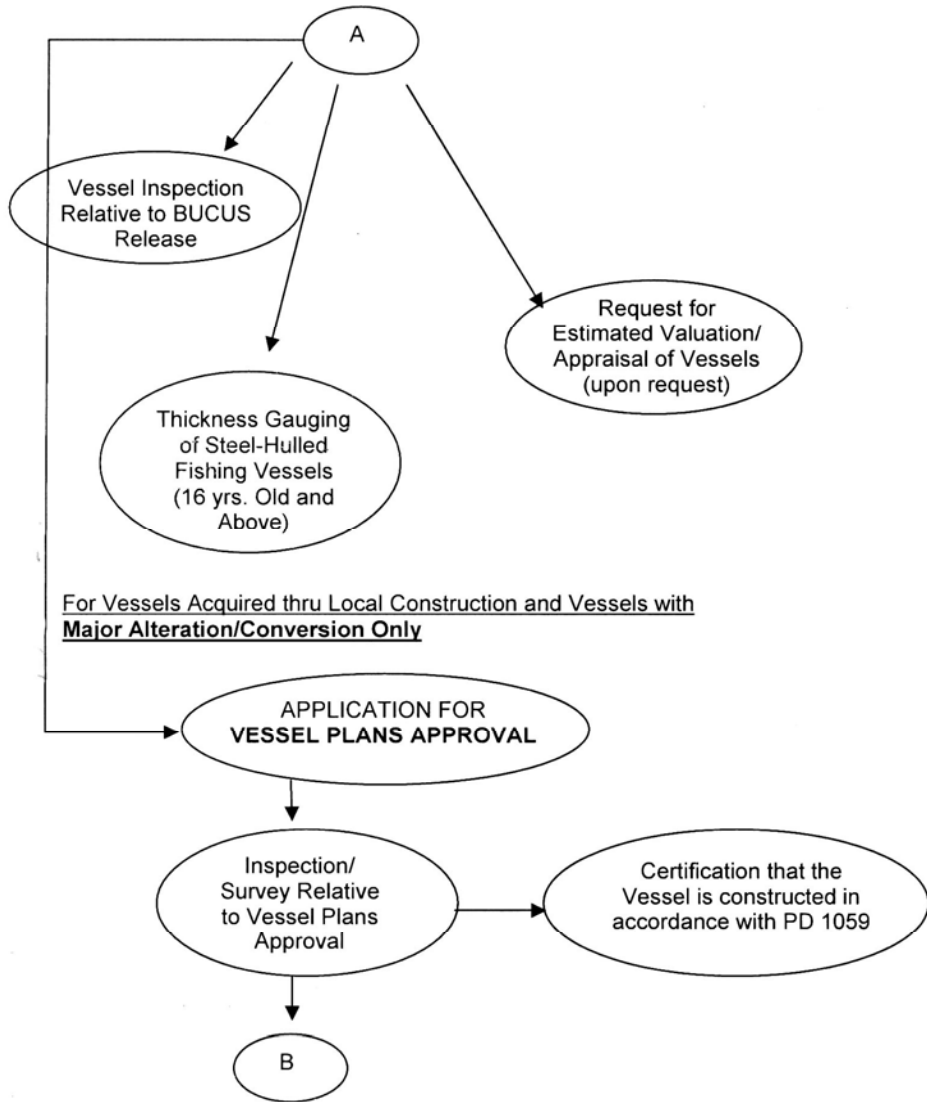 A
Vessel Inspection
Relative to BUCUS
Release
Request for
Estimated Valuation/
Appraisal of Vessels
(upon request)
Thickness Gauging
of Steel-Hulled
Fishing Vessels
(16 yrs. Old and
Above)
For Vessels Acquired thru Local Construction and Vessels with
Major Alteration/Conversion Only
APPLICATION FOR
VESSEL PLANS APPROVAL
Inspection/
Survey Relative
to Vessel Plans
Approval
Certification that the
Vessel is constructed in
accordance with PD 1059
B